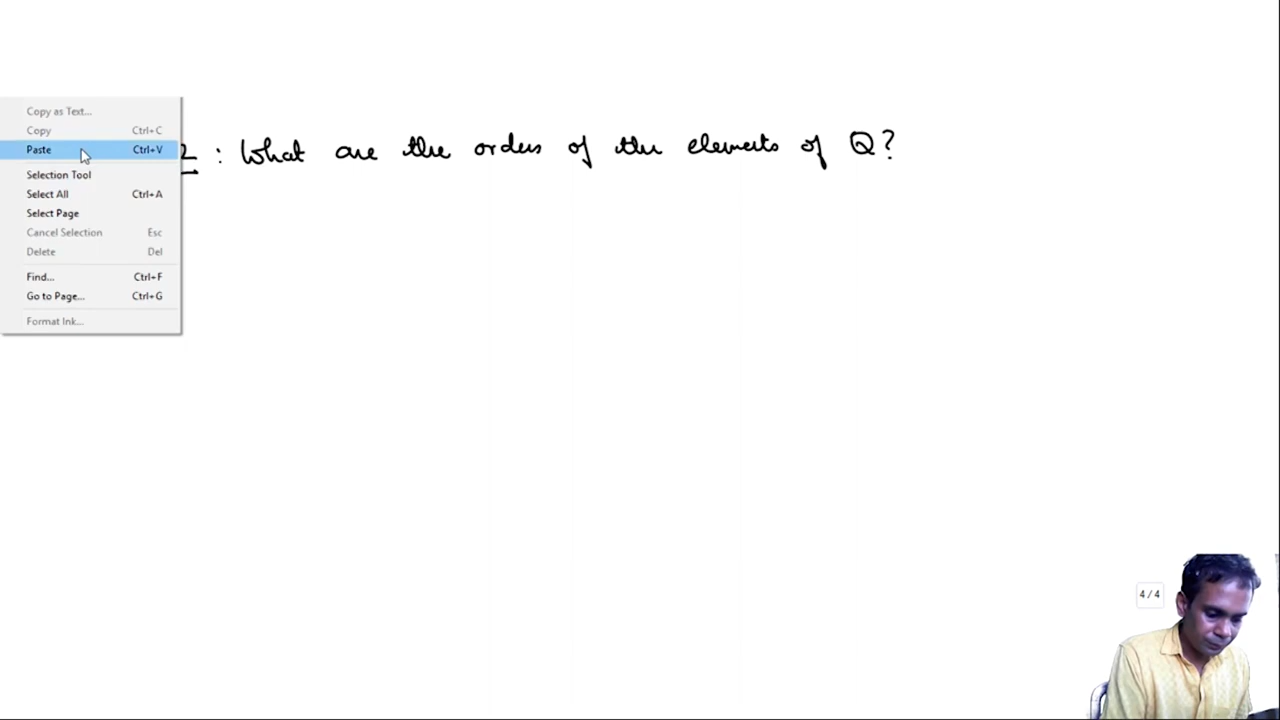 Copy as Text...
Copy Ctrl+C
Paste Ctrl+V
2 : What are the orders of the elements of Q?
Selection Tool
Select All Ctrl+A
Select Page
Cancel Selection Esc
Delete Del
Find... Ctrl+F
Go to Page... Ctrl+G
Format Ink...
4 / 4